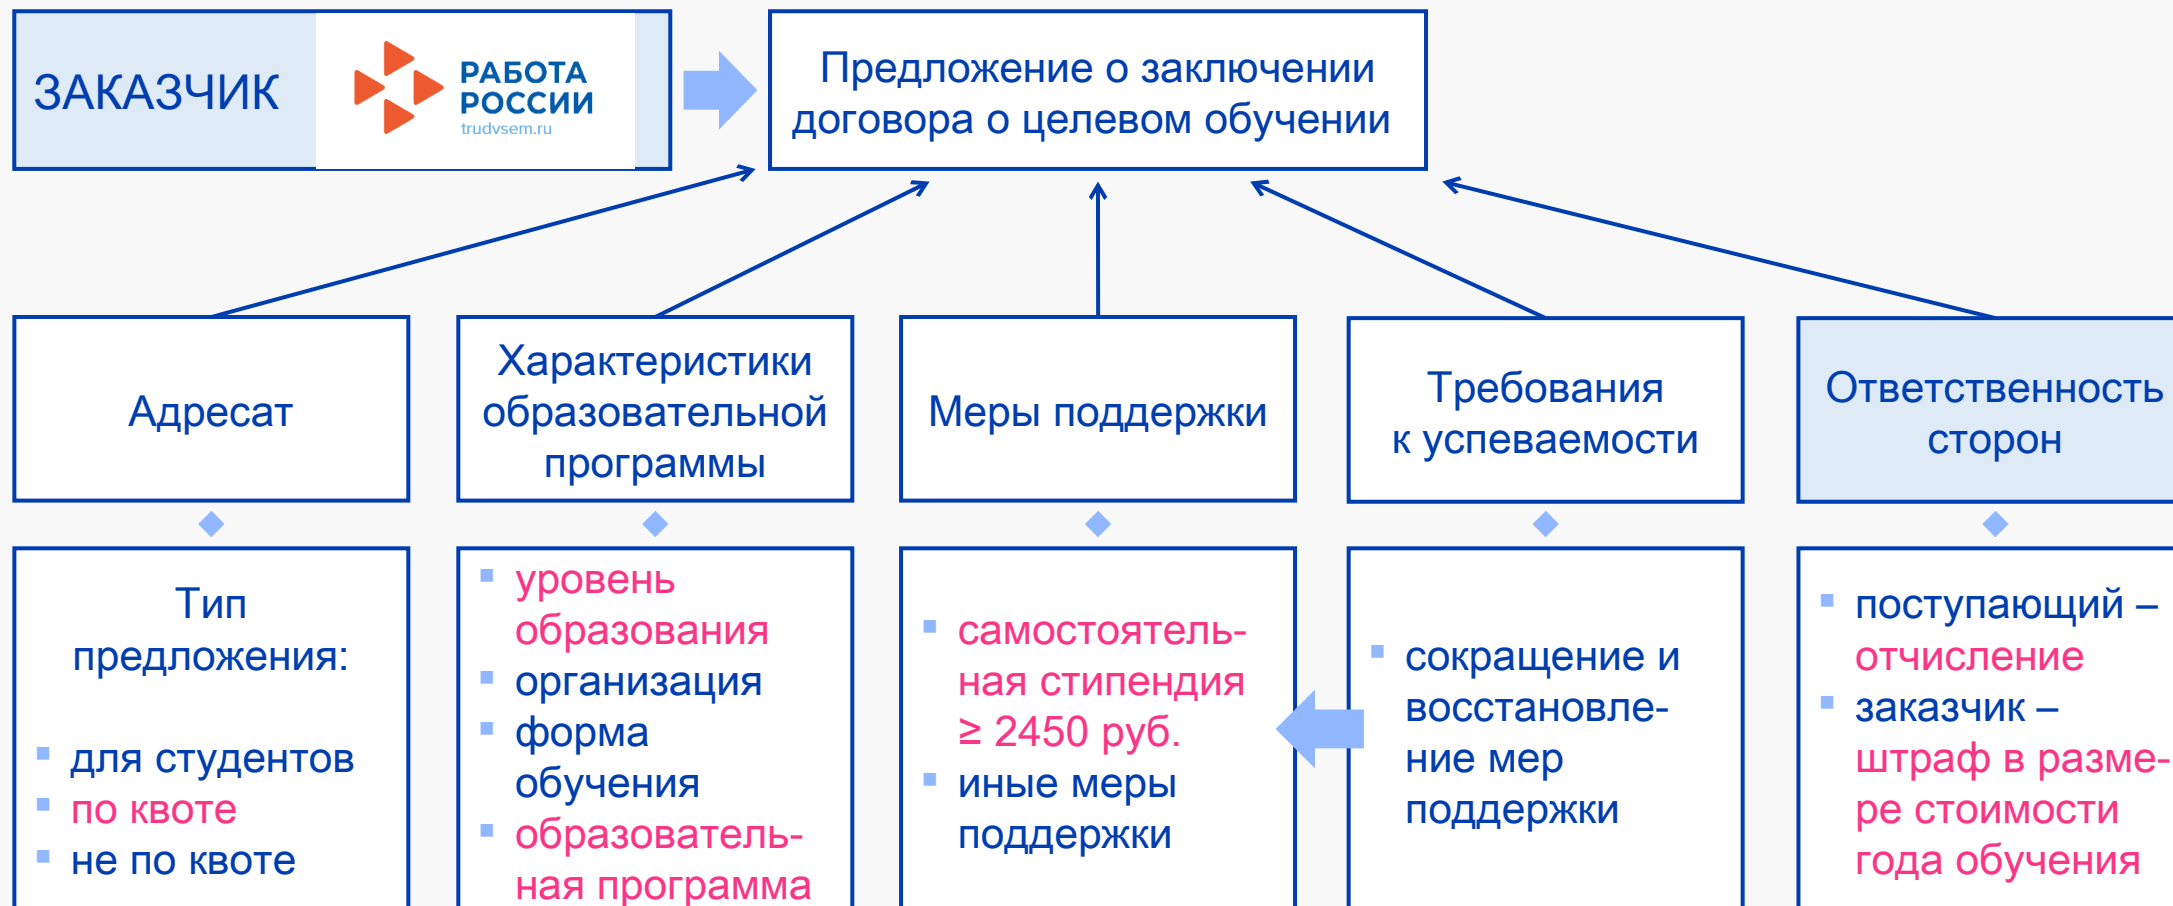 ЗАКАЗЧИК
РАБОТА
РОССИИ
trudvsem.ru
Предложение о заключении
договора о целевом обучении
Адресат
Характеристики
образовательной
программы
Меры поддержки
Требования
к успеваемости
Ответственность
сторон
Тип
предложения:
▪ для студентов
▪ по квоте
▪ не по квоте
▪ уровень
образования
▪ организация
▪ форма
обучения
▪ образователь-
ная программа
▪ самостоятель-
ная стипендия
≥ 2450 руб.
▪ иные меры
поддержки
▪ сокращение и
восстановле-
ние мер
поддержки
▪ поступающий –
отчисление
▪ заказчик –
штраф в разме-
ре стоимости
года обучения